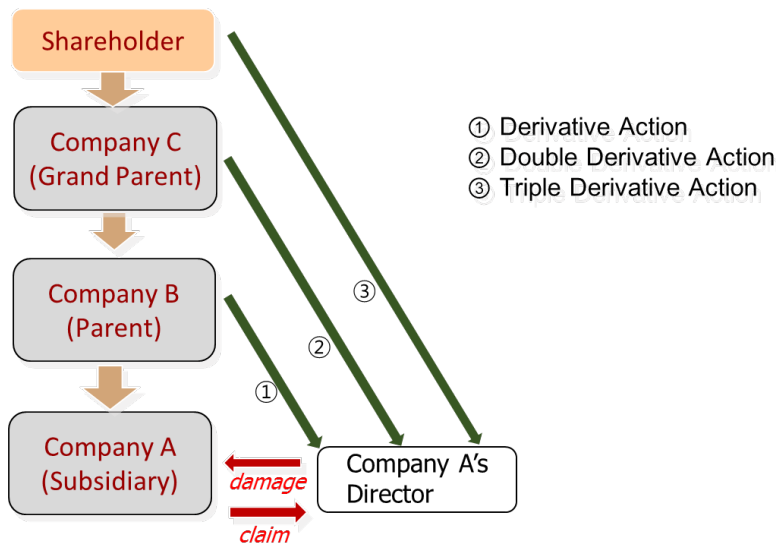 Shareholder
Company C
(Grand Parent)
① Derivative Action
② Double Derivative Action
③ Triple Derivative Action
Company B
(Parent)
③
②
①
Company A
(Subsidiary)
damage
claim
Company A's
Director